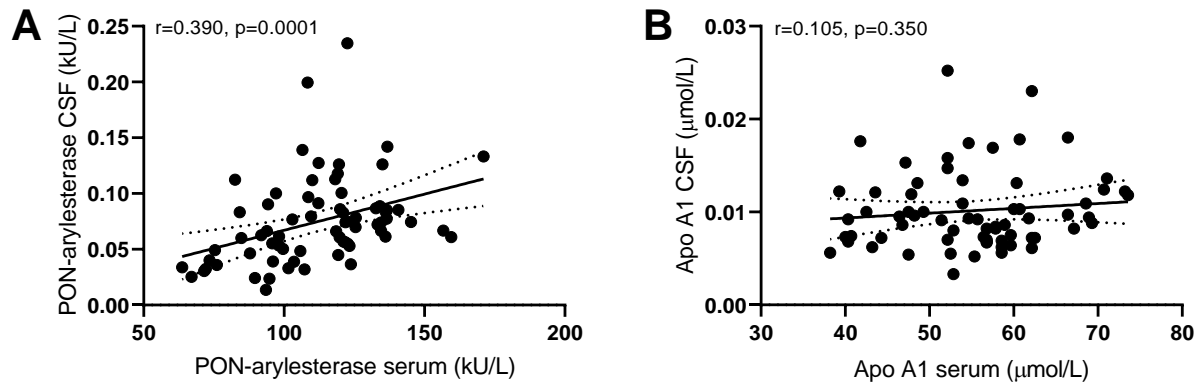 A
r=0.390, p=0.0001
PON-arylesterase CSF (kU/L)
0.25
0.20
0.15
0.10
0.05
0.00
50 100 150 200
PON-arylesterase serum (kU/L)
B
r=0.105, p=0.350
Apo A1 CSF (μmol/L)
0.03
0.02
0.01
0.00
30 40 50 60 70 80
Apo A1 serum (μmol/L)